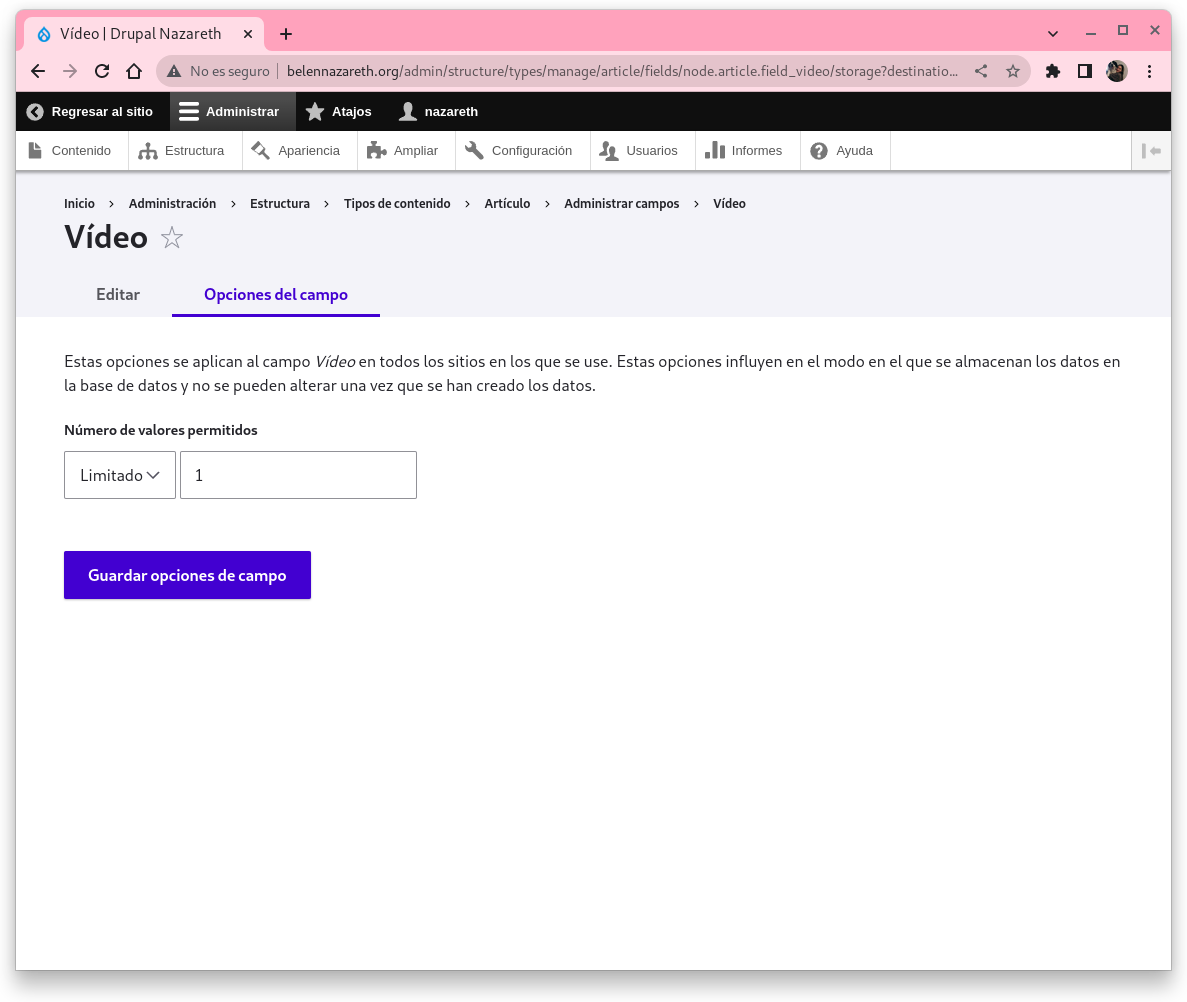 Vídeo | Drupal Nazareth
No es seguro belennazareth.org/admin/structure/types/manage/article/fields/node.article.field_video/storage?destinatio...
Regresar al sitio Administrar Atajos nazareth
Contenido Estructura Apariencia Ampliar Configuración Usuarios Informes Ayuda
Inicio > Administración > Estructura > Tipos de contenido > Artículo > Administrar campos > Vídeo
Vídeo
Editar Opciones del campo
Estas opciones se aplican al campo Vídeo en todos los sitios en los que se use. Estas opciones influyen en el modo en el que se almacenan los datos en
la base de datos y no se pueden alterar una vez que se han creado los datos.
Número de valores permitidos
Limitado 1
Guardar opciones de campo